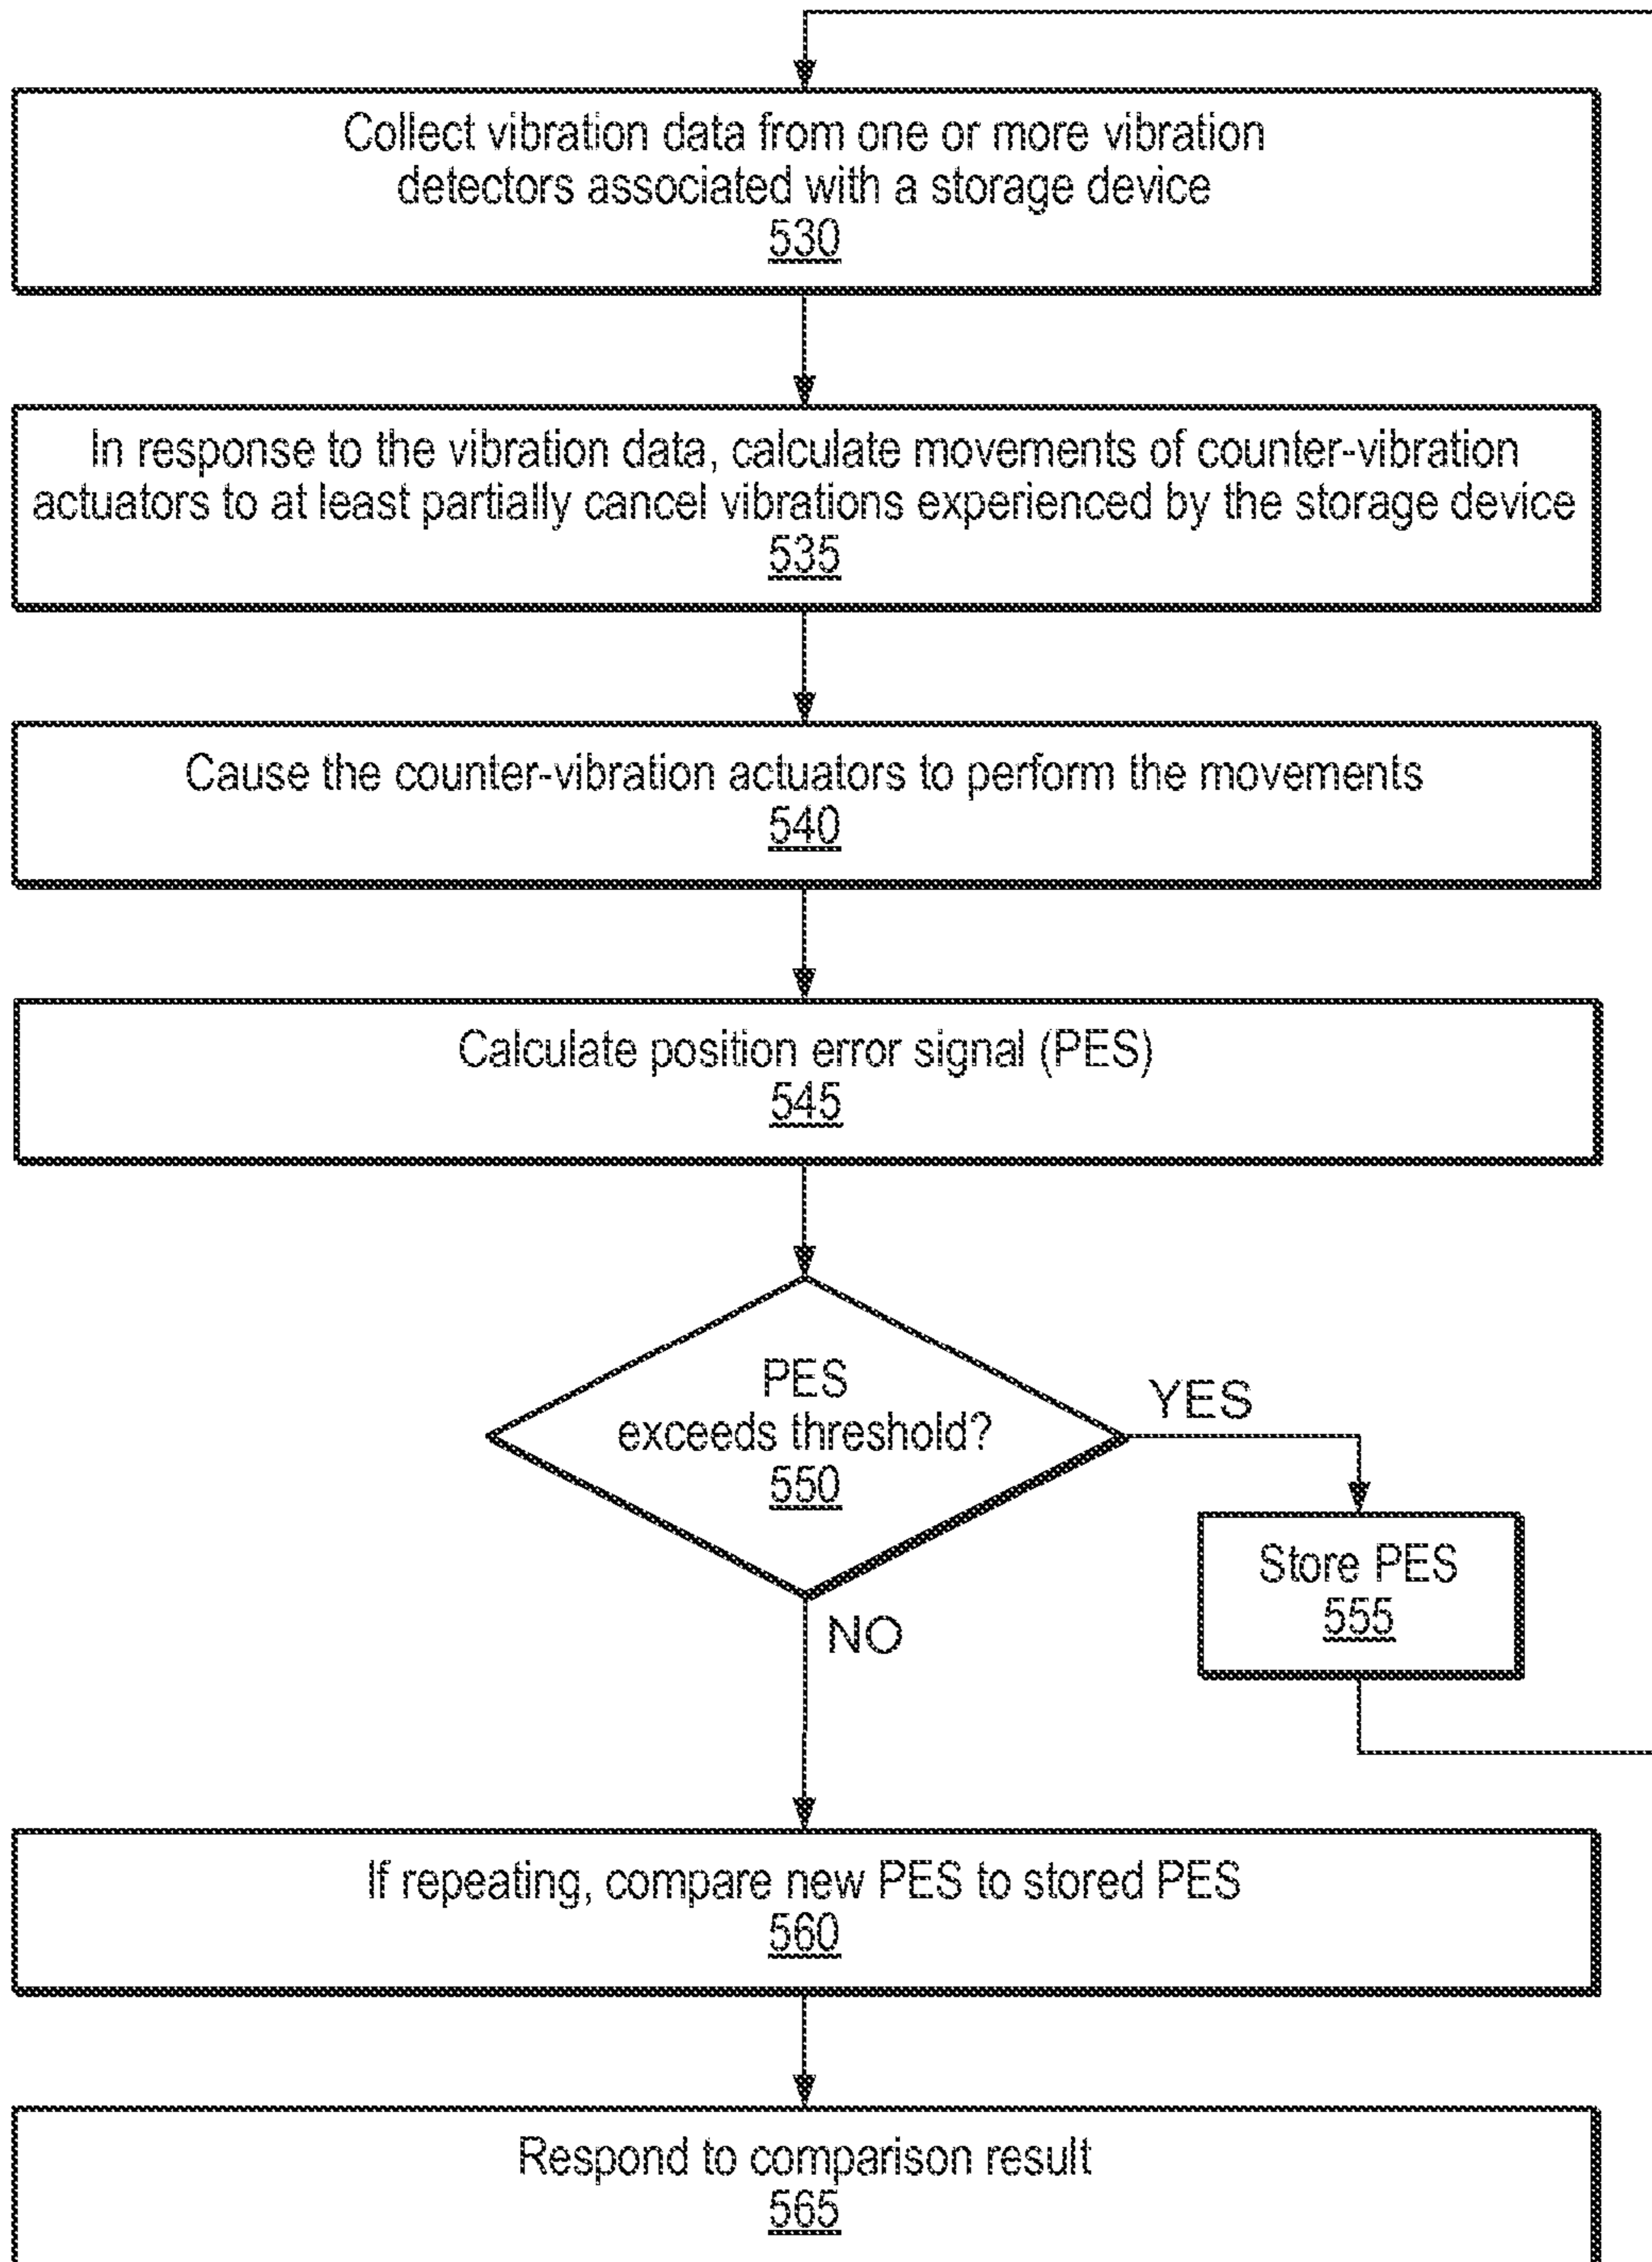 Collect vibration data from one or more vibration
detectors associated with a storage device
530
In response to the vibration data, calculate movements of counter-vibration
actuators to at least partially cancel vibrations experienced by the storage device
535
Cause the counter-vibration actuators to perform the movements
540
Calculate position error signal (PES)
545
PES
exceeds threshold?
550
YES
Store PES
555
NO
If repeating, compare new PES to stored PES
560
Respond to comparison result
565